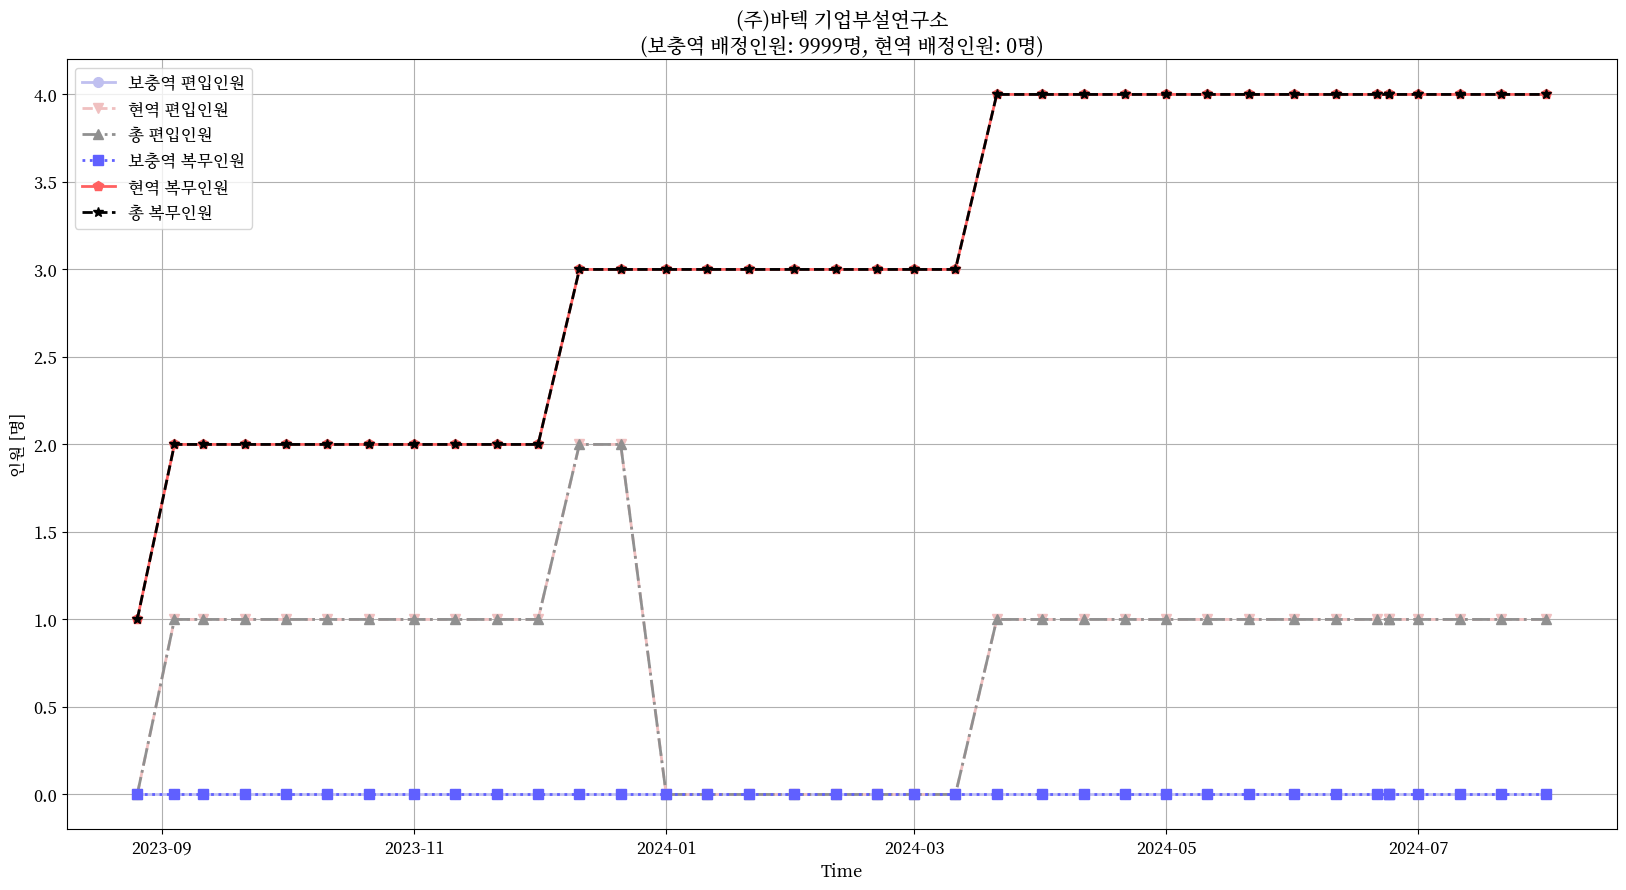 (주)바텍 기업부설연구소
(보충역 배정인원: 9999명, 현역 배정인원: 0명)
보충역 편입인원
현역 편입인원
총 편입인원
보충역 복무인원
현역 복무인원
총 복무인원
4.0
3.5
3.0
2.5
2.0
1.5
1.0
0.5
0.0
인원 [명]
2023-09
2023-11
2024-01
2024-03
2024-05
2024-07
Time